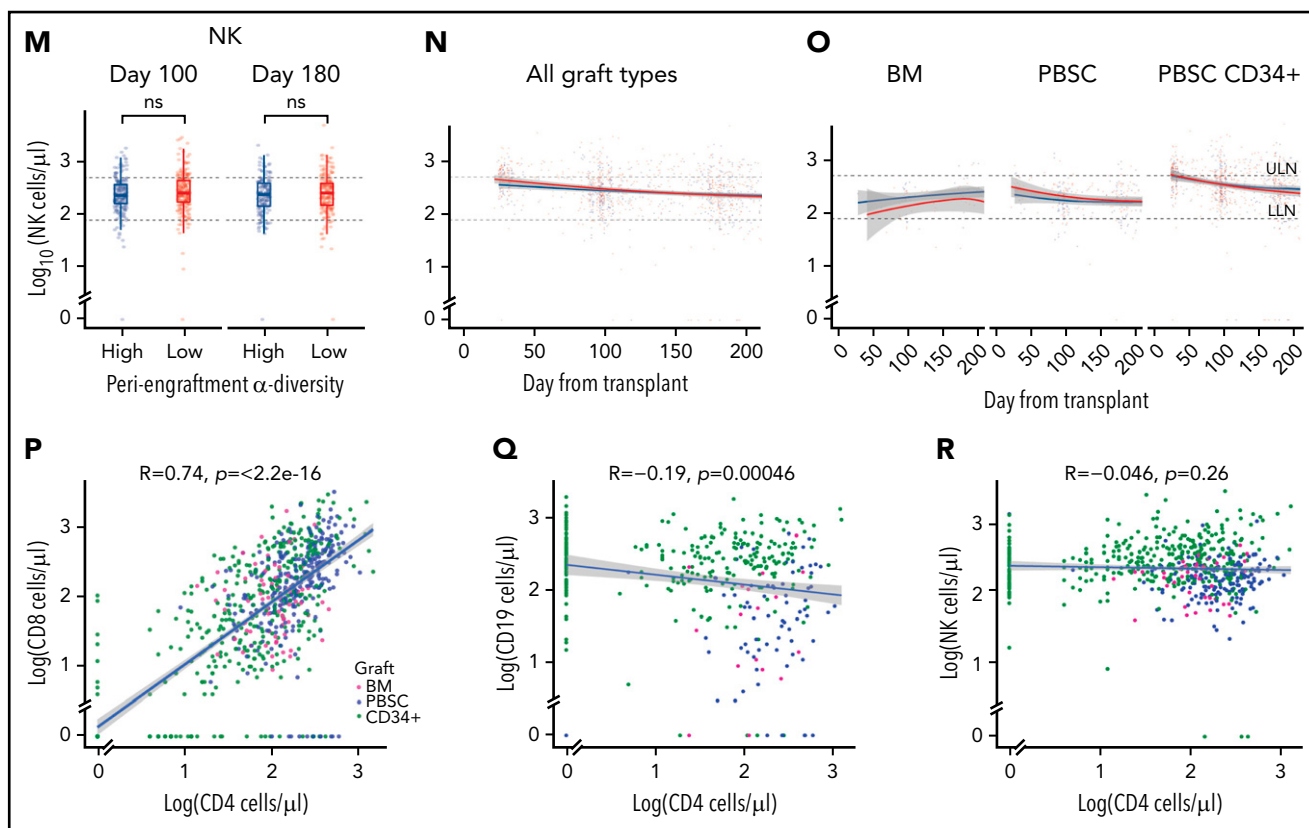 M
NK
Day 100
Day 180
ns
ns
Log10(NK cells/μl)
3
2
1
0
High
Low
High
Low
Peri-engraftment α-diversity
N
All graft types
3
2
1
0
0
50
100
150
200
Day from transplant
O
BM
PBSC
PBSC CD34+
3
2
1
0
ULN
LLN
0
50
100
150
200
0
50
100
150
200
0
50
100
150
200
Day from transplant
P
R=0.74, p=<2.2e-16
Log(CD8 cells/μl)
3
2
1
0
Graft
BM
PBSC
CD34+
0
1
2
3
Log(CD4 cells/μl)
Q
R=−0.19, p=0.00046
Log(CD19 cells/μl)
3
2
1
0
0
1
2
3
Log(CD4 cells/μl)
R
R=−0.046, p=0.26
Log(NK cells/μl)
3
2
1
0
0
1
2
3
Log(CD4 cells/μl)